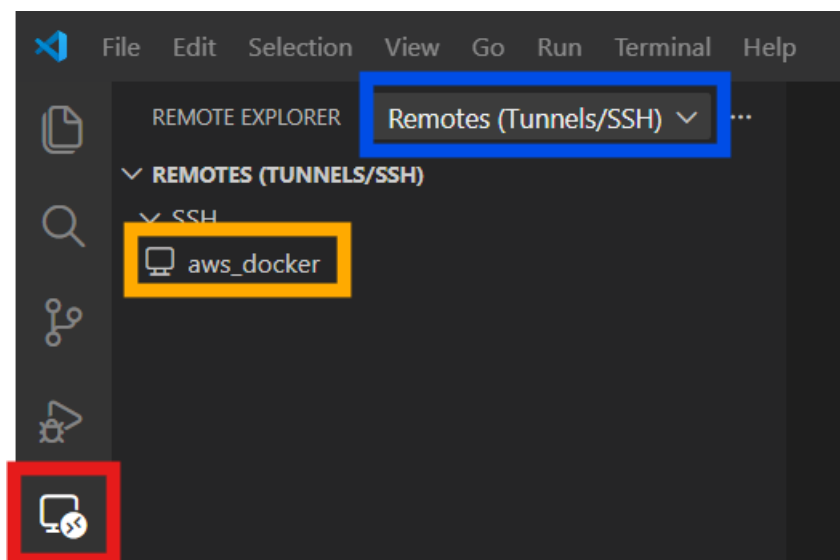 File Edit Selection View Go Run Terminal Help
REMOTE EXPLORER Remotes (Tunnels/SSH) ...
REMOTES (TUNNELS/SSH)
SSH
aws_docker